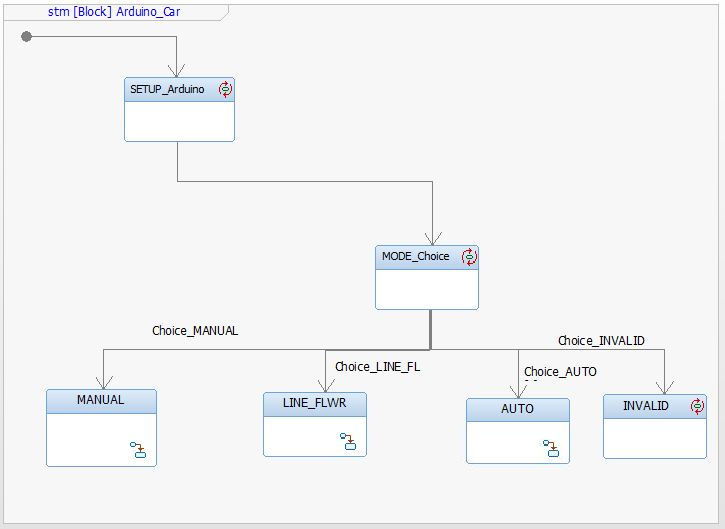 stm [Block] Arduino_Car
SETUP_Arduino
MODE_Choice
Choice_MANUAL
Choice_INVALID
Choice_LINE_FL
Choice_AUTO
MANUAL
LINE_FLWR
AUTO
INVALID